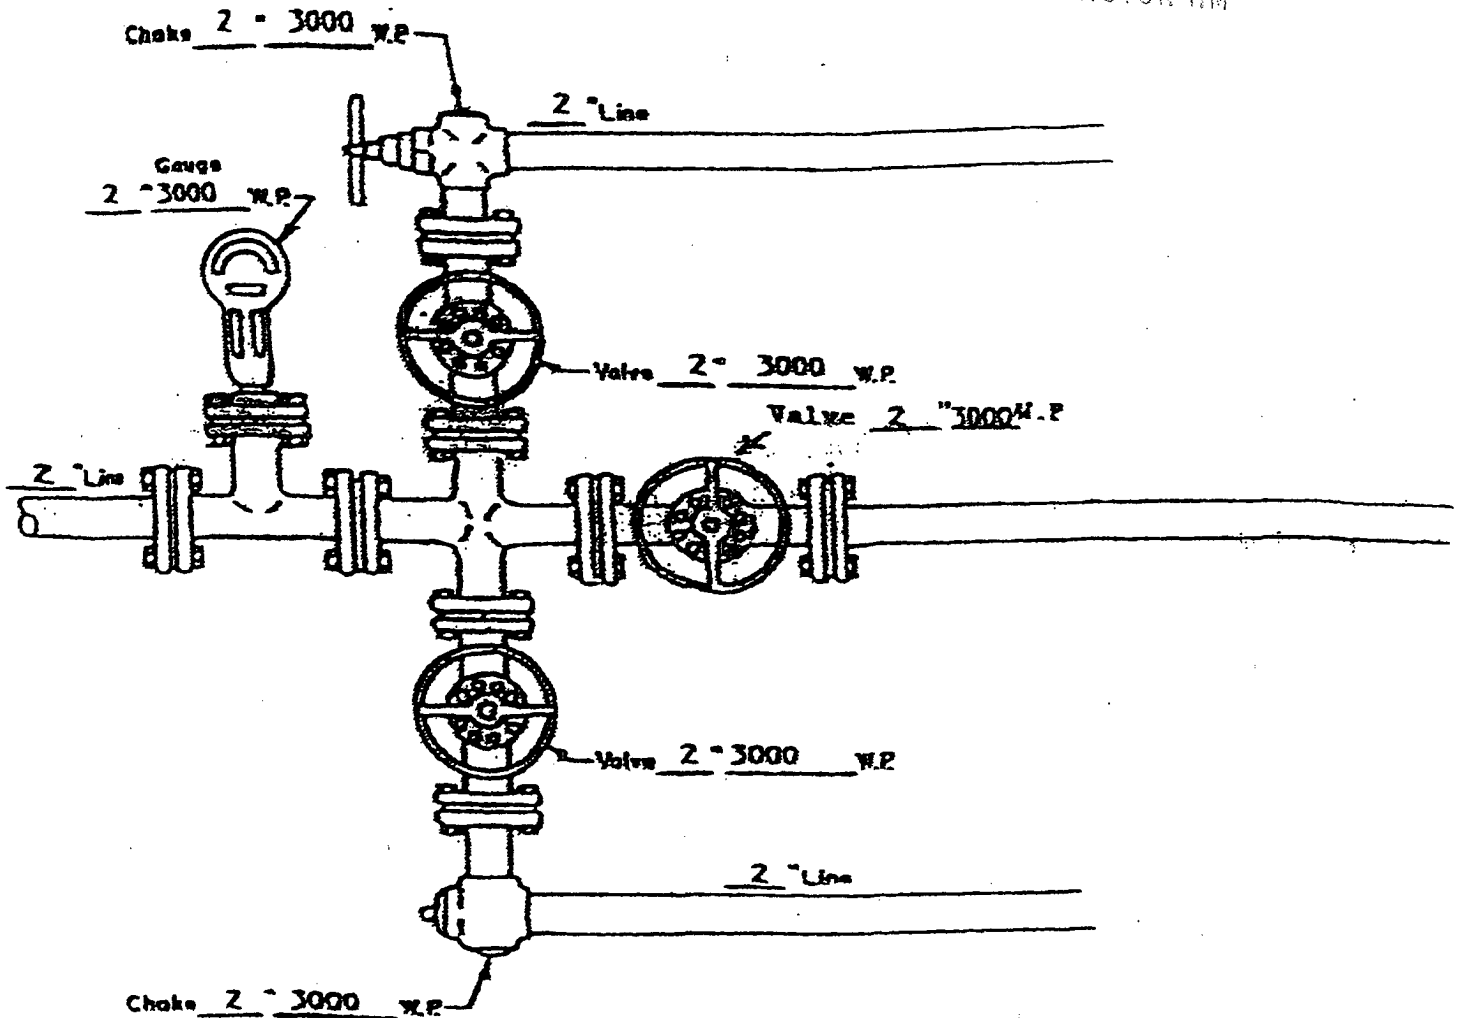 Choke 2 " 3000 W.P.
2 "Line
Gauge
2 "3000 W.P.
Valve 2" 3000 W.P.
Valve 2 "3000W.P
2 "Line
Valve 2 " 3000 W.P.
2 "Line
Choke 2 " 3000 W.P.